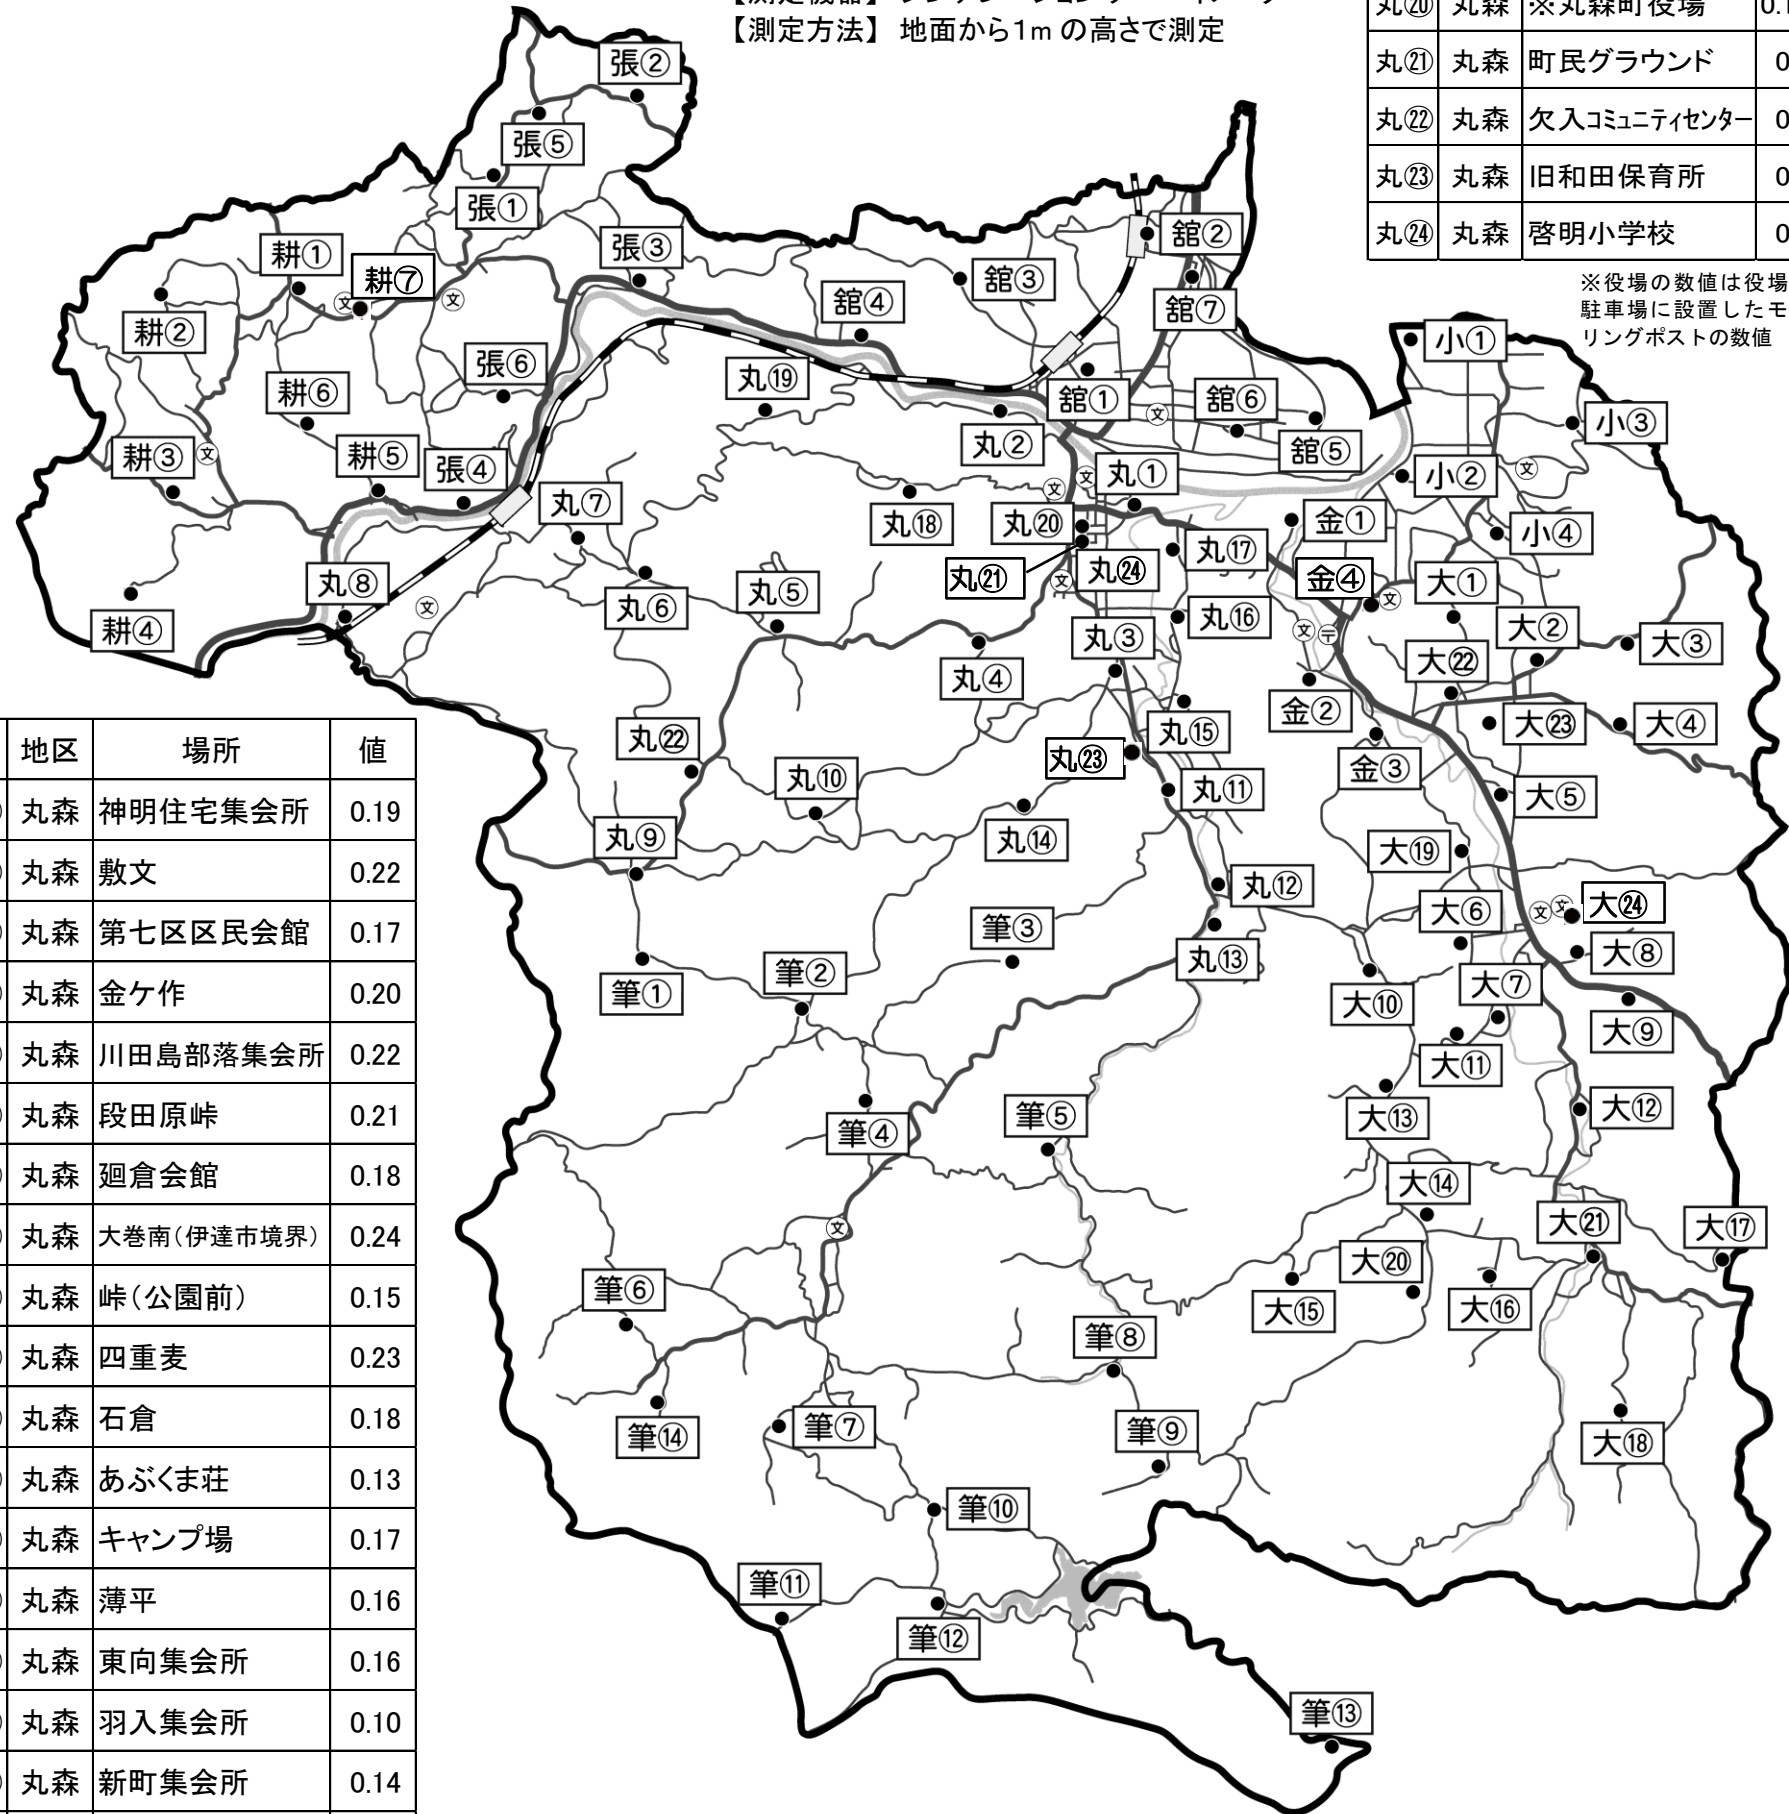 【測定方法】 地面から1m の高さで測定
丸⑳ 丸森 ※丸森町役場
丸㉑ 丸森 町民グラウンド
丸㉒ 丸森 欠入コミュニティセンター
丸㉓ 丸森 旧和田保育所
丸㉔ 丸森 啓明小学校
※役場の数値は役場
駐車場に設置したモ
リングポストの数値
張②
張⑤
張①
張③
耕①
耕⑦
文
文
耕②
舘②
舘③
舘④
舘⑦
小①
張⑥
丸⑲
耕⑥
舘①
舘⑥
文
小③
丸②
舘⑤
耕③
文
耕⑤
張④
丸①
文
文
小②
文
丸⑦
丸⑱
丸⑳
金①
小④
丸⑰
丸㉑
文
丸㉔
金④
文
大①
丸⑧
文
丸⑥
丸⑤
耕④
丸③
丸⑯
文
〒
大②
大③
大㉒
丸④
金②
丸㉒
丸⑮
大㉓
大④
丸㉓
金③
丸⑩
丸⑪
大⑤
丸⑨
丸⑭
大⑲
丸⑫
大⑥
文
文
大㉔
筆③
丸⑬
大⑧
筆②
筆①
大⑦
大⑩
大⑨
大⑪
筆⑤
大⑬
大⑫
筆④
大⑭
文
大㉑
大⑰
大⑳
筆⑥
大⑮
大⑯
筆⑧
筆⑭
筆⑦
筆⑨
大⑱
筆⑩
筆⑪
筆⑫
筆⑬
地区 場所 値
丸森 神明住宅集会所 0.19
丸森 敷文 0.22
丸森 第七区区民会館 0.17
丸森 金ケ作 0.20
丸森 川田島部落集会所 0.22
丸森 段田原峠 0.21
丸森 廻倉会館 0.18
丸森 大巻南(伊達市境界) 0.24
丸森 峠(公園前) 0.15
丸森 四重麦 0.23
丸森 石倉 0.18
丸森 あぶくま荘 0.13
丸森 キャンプ場 0.17
丸森 薄平 0.16
丸森 東向集会所 0.16
丸森 羽入集会所 0.10
丸森 新町集会所 0.14